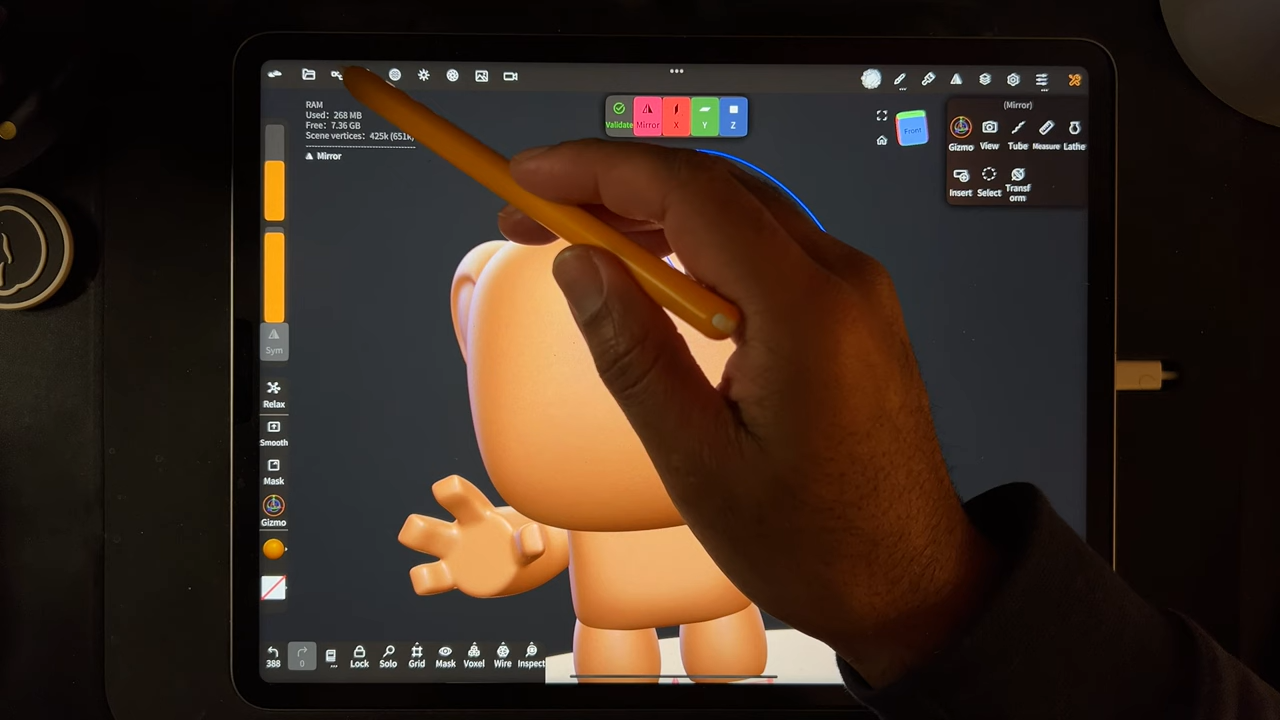 RAM
Used: 268 MB
Free: 7.36 GB
Scene vertices: 425k (651k)
Mirror
Validate
Mirror
X
Y
Z
Front
(Mirror)
Gizmo View Tube Measure Lathe
Insert Select Transf
orm
Sym
Relax
Smooth
Mask
Gizmo
388
0
Lock Solo Grid Mask Voxel Wire Inspect